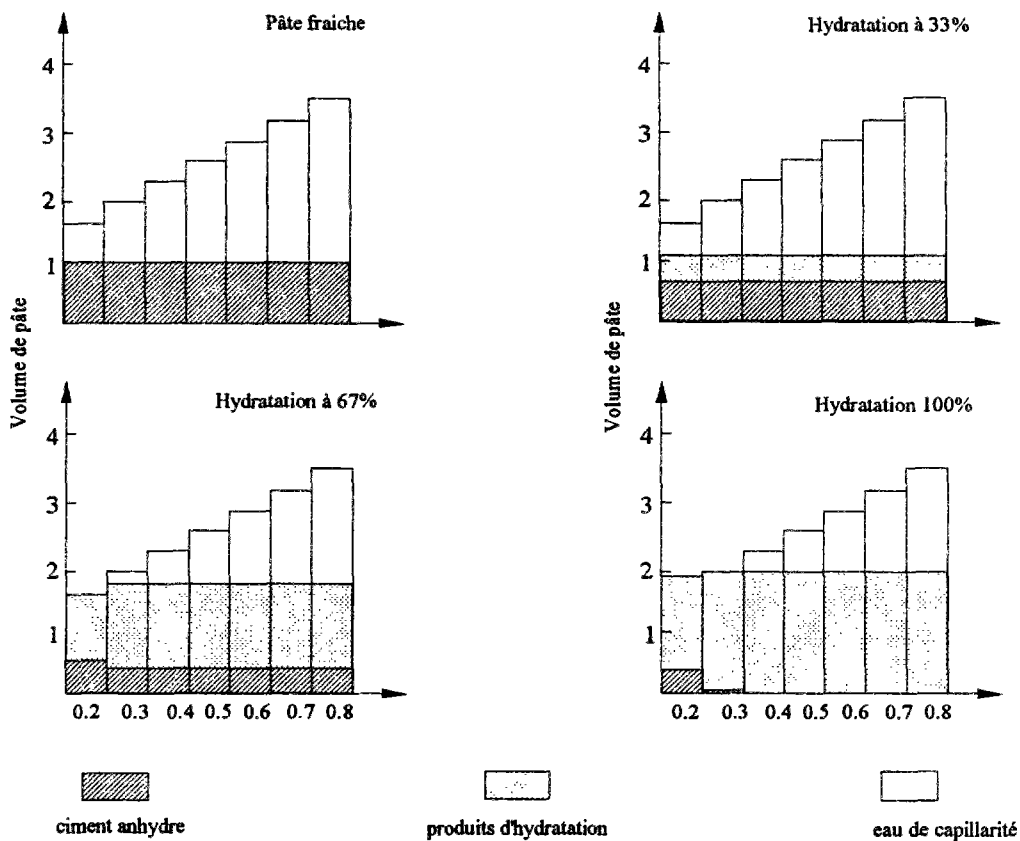 Pâte fraiche
4
3
2
1
Volume de pâte
Hydratation à 33%
4
3
2
1
Volume de pâte
Hydratation à 67%
4
3
2
1
0.2 0.3 0.4 0.5 0.6 0.7 0.8
Hydratation 100%
4
3
2
1
0.2 0.3 0.4 0.5 0.6 0.7 0.8
ciment anhydre
produits d'hydratation
eau de capillarité